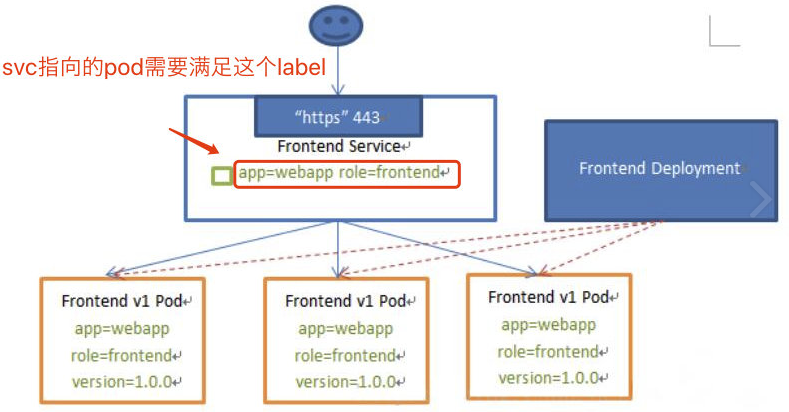 svc指向的pod需要满足这个label
“https” 443
Frontend Service
app=webapp role=frontend
Frontend Deployment
Frontend v1 Pod
app=webapp
role=frontend
version=1.0.0
Frontend v1 Pod
app=webapp
role=frontend
version=1.0.0
Frontend v1 Pod
app=webapp
role=frontend
version=1.0.0